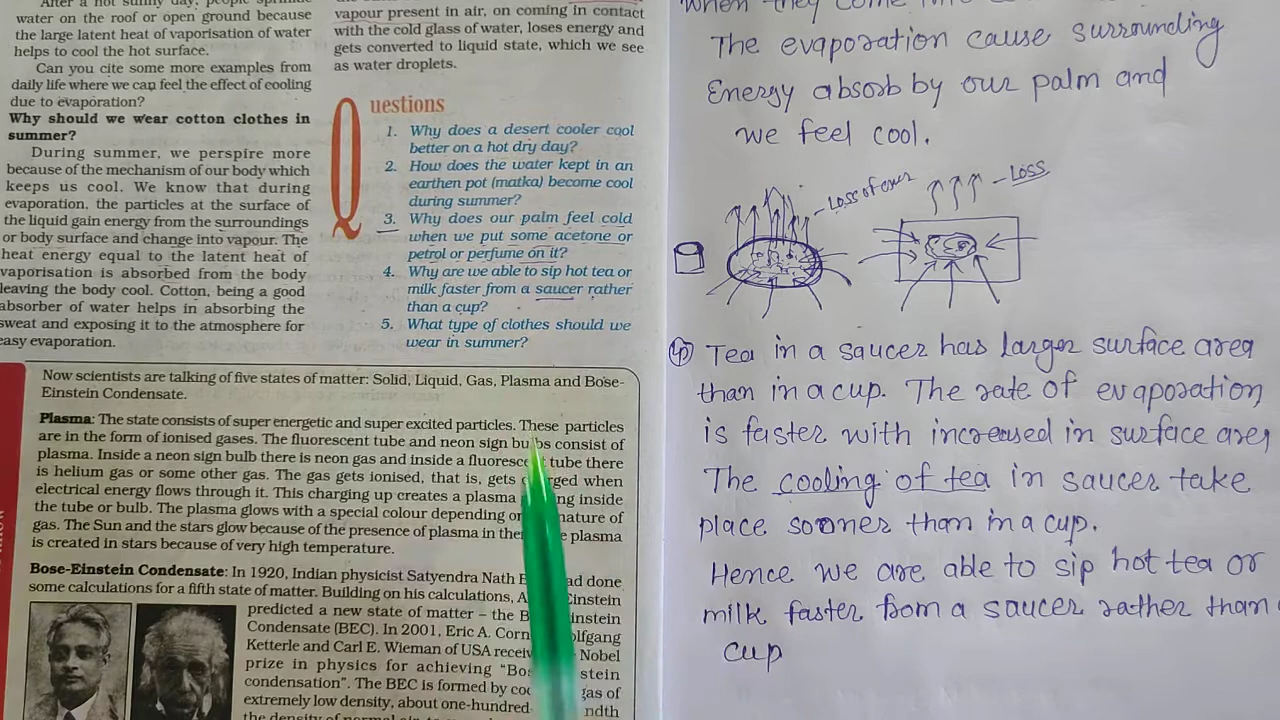 After a hot sunny day, people sprinkle
water on the roof or open ground because
the large latent heat of vaporisation of water
helps to cool the hot surface.
Can you cite some more examples from
daily life where we can feel the effect of cooling
due to evaporation?
Why should we wear cotton clothes in
summer?
During summer, we perspire more
because of the mechanism of our body which
keeps us cool. We know that during
evaporation, the particles at the surface of
the liquid gain energy from the surroundings
or body surface and change into vapour. The
heat energy equal to the latent heat of
vaporisation is absorbed from the body
leaving the body cool. Cotton, being a good
absorber of water helps in absorbing the
sweat and exposing it to the atmosphere for
easy evaporation.
vapour present in air, on coming in contact
with the cold glass of water, loses energy and
gets converted to liquid state, which we see
as water droplets.
Questions
1. Why does a desert cooler cool
better on a hot dry day?
2. How does the water kept in an
earthen pot (matka) become cool
during summer?
3. Why does our palm feel cold
when we put some acetone or
petrol or perfume on it?
4. Why are we able to sip hot tea or
milk faster from a saucer rather
than a cup?
5. What type of clothes should we
wear in summer?
Now scientists are talking of five states of matter: Solid, Liquid, Gas, Plasma and Bose-
Einstein Condensate.
Plasma: The state consists of super energetic and super excited particles. These particles
are in the form of ionised gases. The fluorescent tube and neon sign bulbs consist of
plasma. Inside a neon sign bulb there is neon gas and inside a fluorescent tube there
is helium gas or some other gas. The gas gets ionised, that is, gets charged when
electrical energy flows through it. This charging up creates a plasma glowing inside
the tube or bulb. The plasma glows with a special colour depending on nature of
gas. The Sun and the stars glow because of the presence of plasma in them. plasma
is created in stars because of very high temperature.
Bose-Einstein Condensate: In 1920, Indian physicist Satyendra Nath had done
some calculations for a fifth state of matter. Building on his calculations, Einstein
predicted a new state of matter – the Einstein
Condensate (BEC). In 2001, Eric A. Wolfgang
Ketterle and Carl E. Wieman of USA received Nobel
prize in physics for achieving “Bose-Einstein
condensation”. The BEC is formed by gas of
extremely low density, about one-hundred-
the density of normal air
when they come
The evaporation cause surrounding
Energy absorb by our palm and
we feel cool.
Loss of
Loss
4 Tea in a saucer has larger surface area
than in a cup. The rate of evaporation
is faster with increased in surface area,
The cooling of tea in saucer take
place sooner than in a cup.
Hence we are able to sip hot tea or
milk faster from a saucer rather than
cup